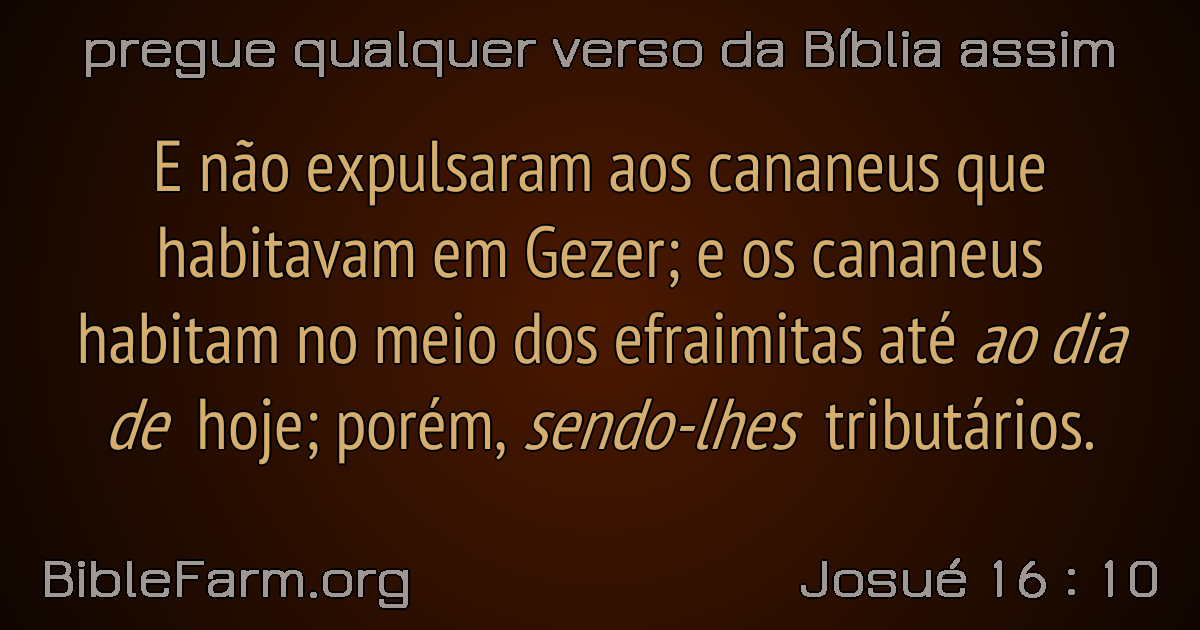 pregue qualquer verso da Bíblia assim
E não expulsaram aos cananeus que
habitavam em Gezer; e os cananeus
habitam no meio dos efraimitas até ao dia
de hoje; porém, sendo-lhes tributários.
BibleFarm.org
Josué 16 : 10